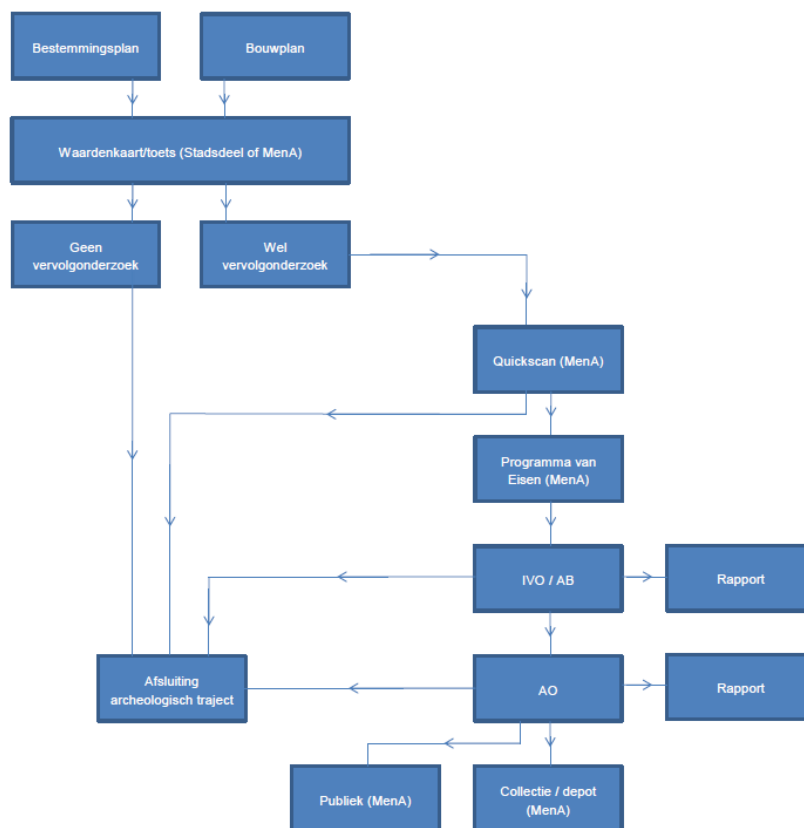 Bestemmingsplan
Bouwplan
Waardenkaart/toets (Stadsdeel of MenA)
Geen
vervolgonderzoek
Wel
vervolgonderzoek
Quickscan (MenA)
Programma van
Eisen (MenA)
IVO / AB
Rapport
Afsluiting
archeologisch traject
AO
Rapport
Publiek (MenA)
Collectie / depot
(MenA)